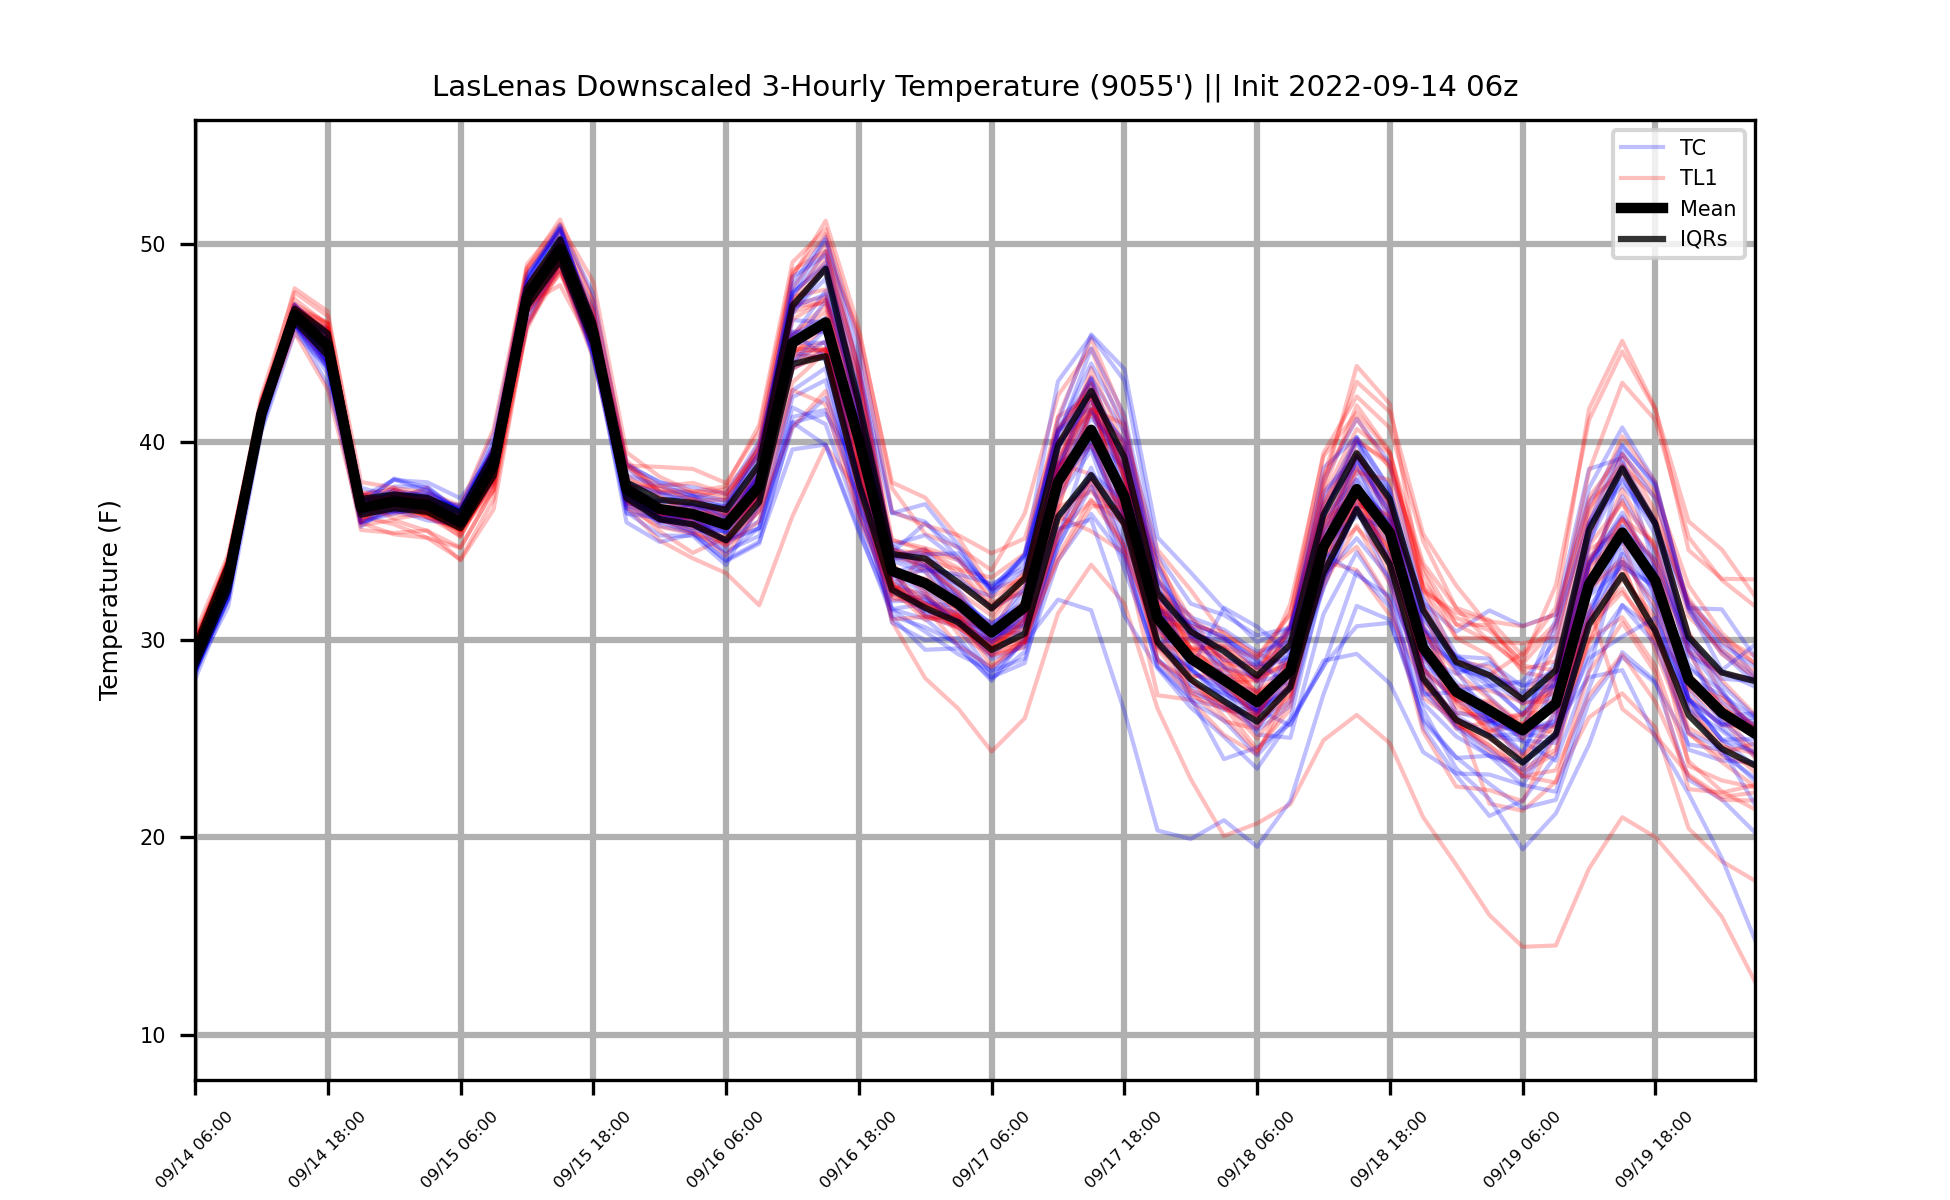 LasLenas Downscaled 3-Hourly Temperature (9055') || Init 2022-09-14 06z
TC
TL1
Mean
IQRs
Temperature (F)
50
40
30
20
10
09/14 06:00
09/14 18:00
09/15 06:00
09/15 18:00
09/16 06:00
09/16 18:00
09/17 06:00
09/17 18:00
09/18 06:00
09/18 18:00
09/19 06:00
09/19 18:00